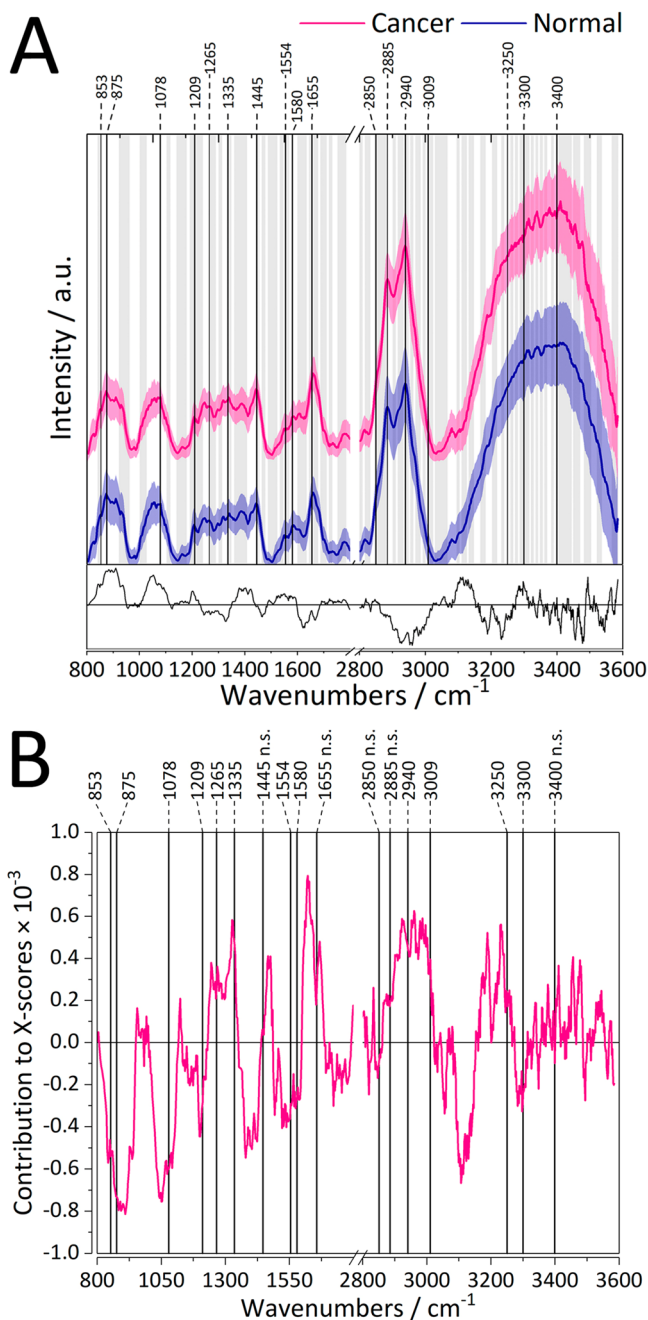 Cancer Normal
A
853
875
1078
1209
1265
1335
1445
1554
1580
1655
2850
2885
2940
3009
3250
3300
3400
Intensity / a.u.
800 1000 1200 1400 1600 2800 3000 3200 3400 3600
Wavenumbers / cm-1
B
853
875
1078
1209
1265
1335
1445 n.s.
1554
1580
1655 n.s.
2850 n.s.
2885 n.s.
2940
3009
3250
3300
3400 n.s.
Contribution to X-scores × 10-3
1.0
0.8
0.6
0.4
0.2
0.0
-0.2
-0.4
-0.6
-0.8
-1.0
800 1050 1300 1550 2800 3000 3200 3400 3600
Wavenumbers / cm-1